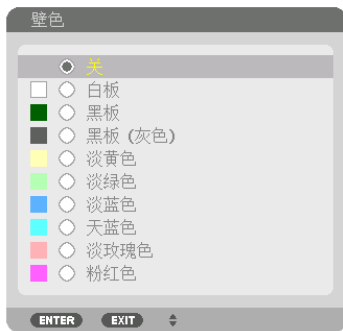 壁色
关
白板
黑板
黑板 (灰色)
淡黄色
淡绿色
淡蓝色
天蓝色
淡玫瑰色
粉红色
ENTER EXIT